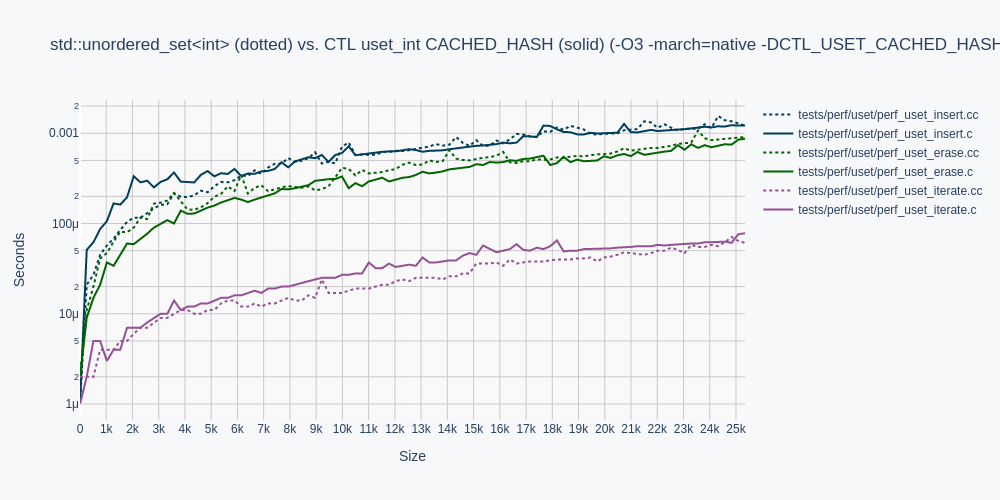 std::unordered_set<int> (dotted) vs. CTL uset_int CACHED_HASH (solid) (-O3 -march=native -DCTL_USET_CACHED_HASH
2
0.001
5
2
100μ
5
2
10μ
5
2
1μ
Seconds
0 1k 2k 3k 4k 5k 6k 7k 8k 9k 10k 11k 12k 13k 14k 15k 16k 17k 18k 19k 20k 21k 22k 23k 24k 25k
Size
tests/perf/uset/perf_uset_insert.cc
tests/perf/uset/perf_uset_insert.c
tests/perf/uset/perf_uset_erase.cc
tests/perf/uset/perf_uset_erase.c
tests/perf/uset/perf_uset_iterate.cc
tests/perf/uset/perf_uset_iterate.c